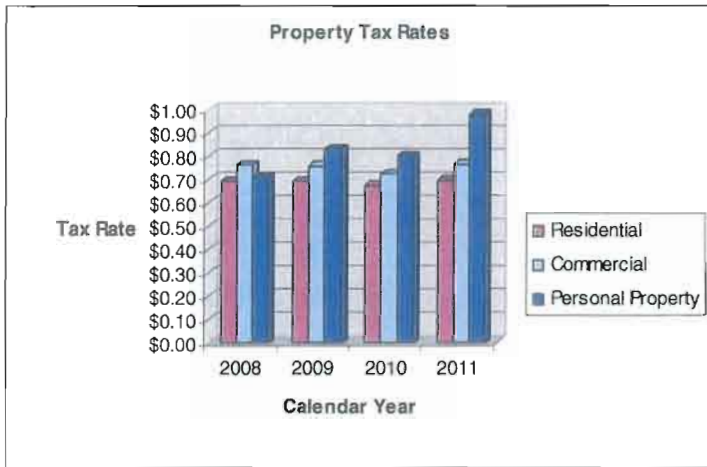 Property Tax Rates
$1.00
$0.90
$0.80
$0.70
$0.60
$0.50
$0.40
$0.30
$0.20
$0.10
$0.00
Tax Rate
2008 2009 2010 2011
Calendar Year
Residential
Commercial
Personal Property